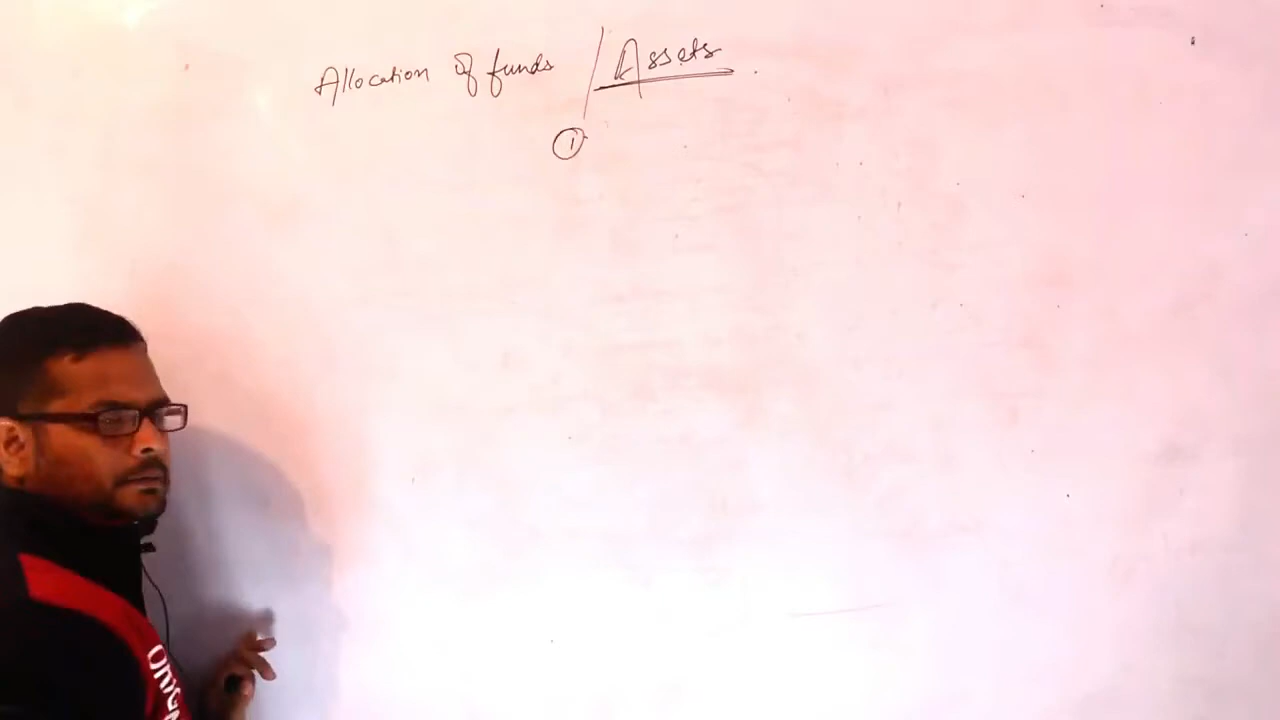 Allocation of funds / Assets .
①